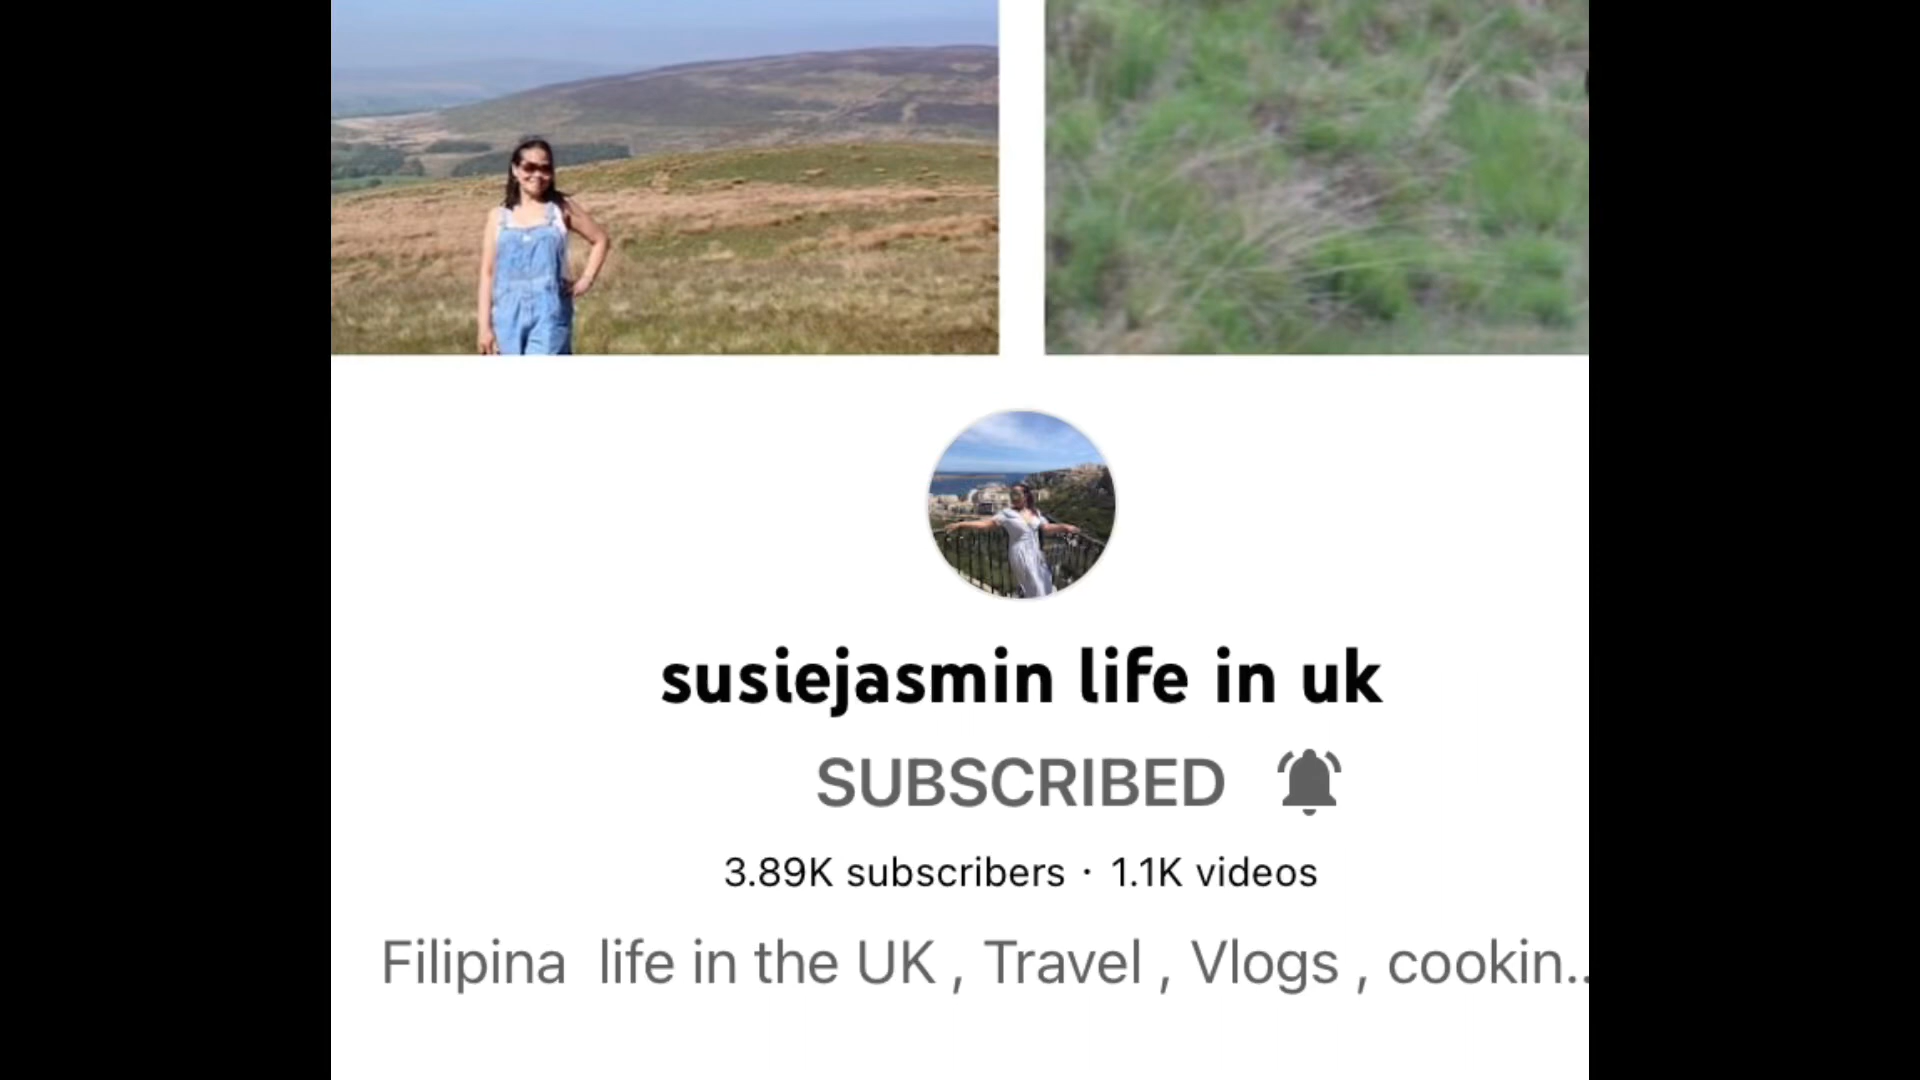 susiejasmin life in uk
SUBSCRIBED
3.89K subscribers · 1.1K videos
Filipina life in the UK , Travel , Vlogs , cookin..